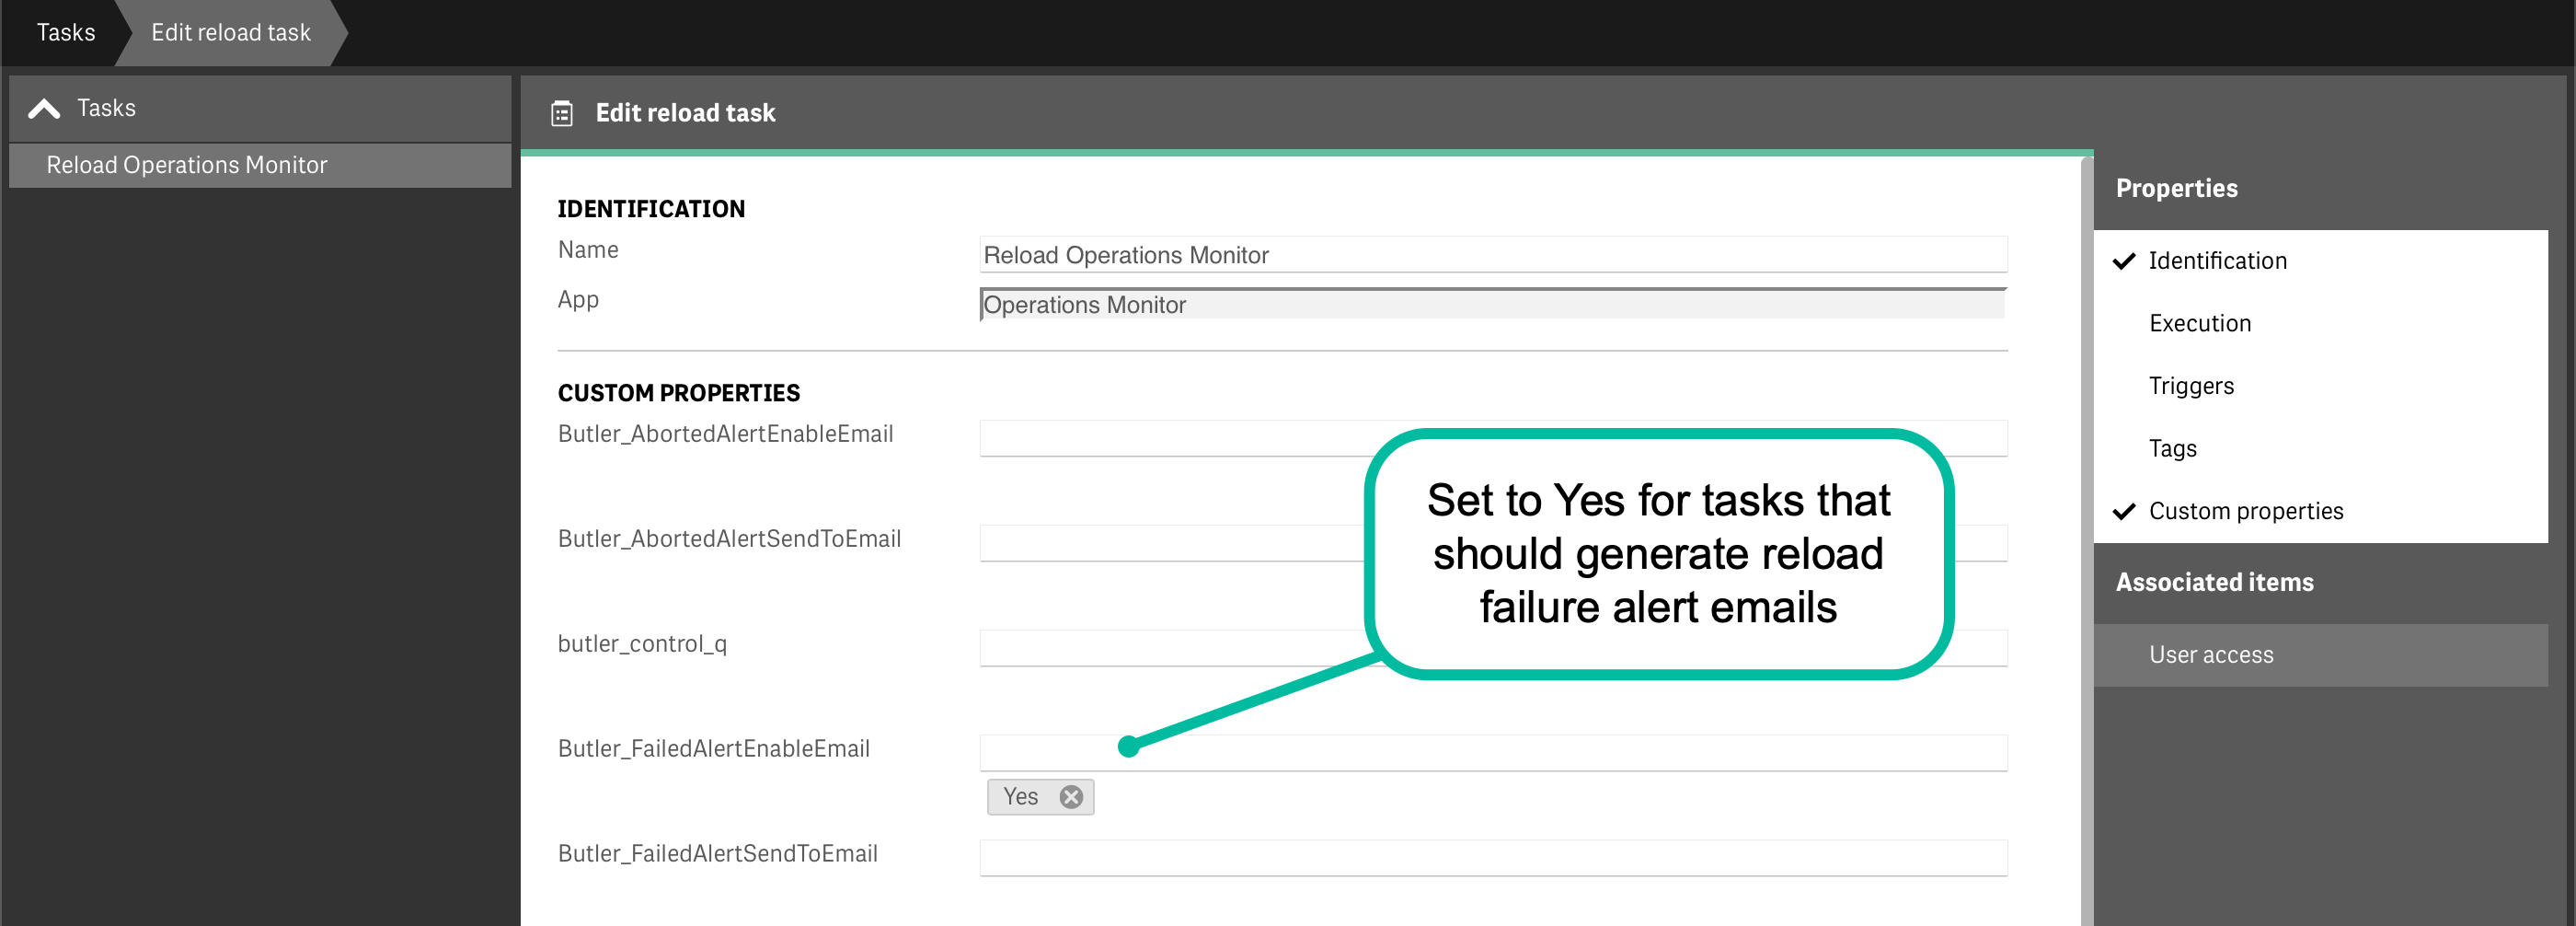 Tasks
Edit reload task
Tasks
Reload Operations Monitor
Edit reload task
IDENTIFICATION
Name
Reload Operations Monitor
App
Operations Monitor
CUSTOM PROPERTIES
Butler_AbortedAlertEnableEmail
Butler_AbortedAlertSendToEmail
butler_control_q
Butler_FailedAlertEnableEmail
Yes
Butler_FailedAlertSendToEmail
Set to Yes for tasks that
should generate reload
failure alert emails
Properties
Identification
Execution
Triggers
Tags
Custom properties
Associated items
User access